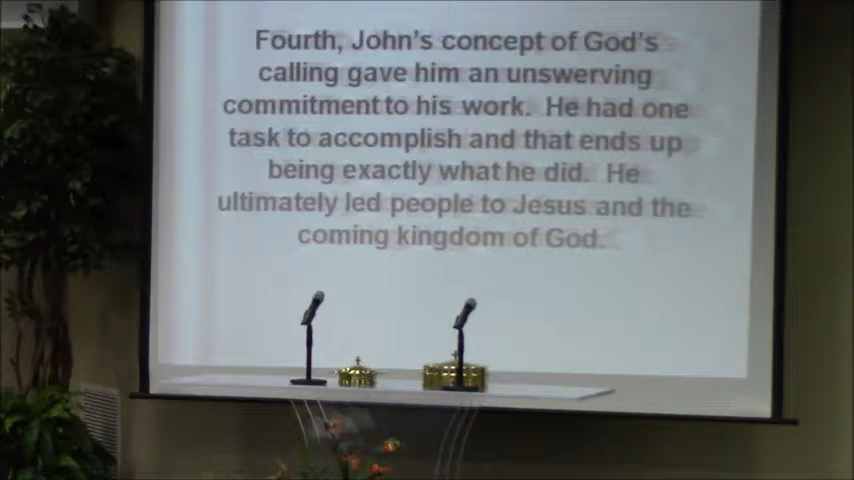 Fourth, John's concept of God's
calling gave him an unswerving
commitment to his work. He had one
task to accomplish and that ends up
being exactly what he did. He
ultimately led people to Jesus and the
coming kingdom of God.